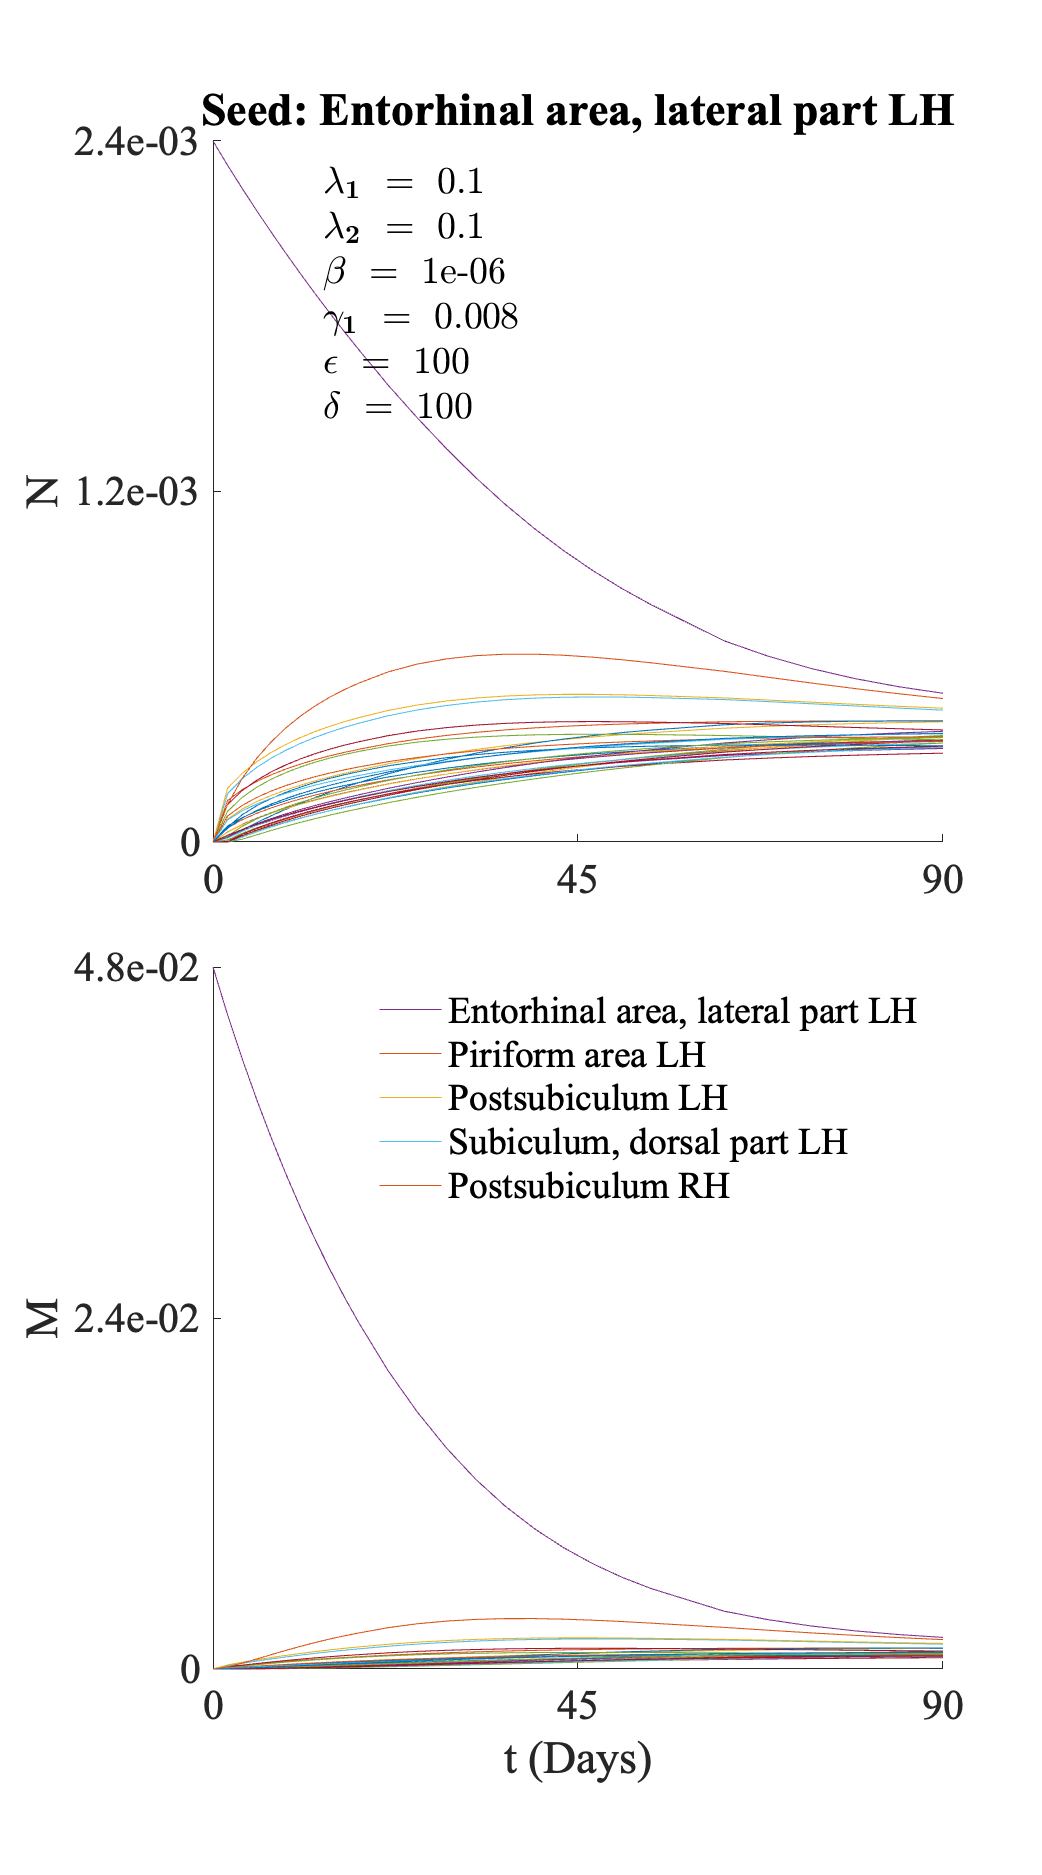 Seed: Entorhinal area, lateral part LH
2.4e-03
λ1 = 0.1
λ2 = 0.1
β = 1e-06
γ1 = 0.008
ϵ = 100
δ = 100
N
1.2e-03
0
0 45 90
4.8e-02
Entorhinal area, lateral part LH
Piriform area LH
Postsubiculum LH
Subiculum, dorsal part LH
Postsubiculum RH
M
2.4e-02
0
0 45 90
t (Days)